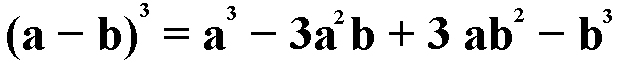 (a − b)³ = a³ − 3a²b + 3 ab² − b³